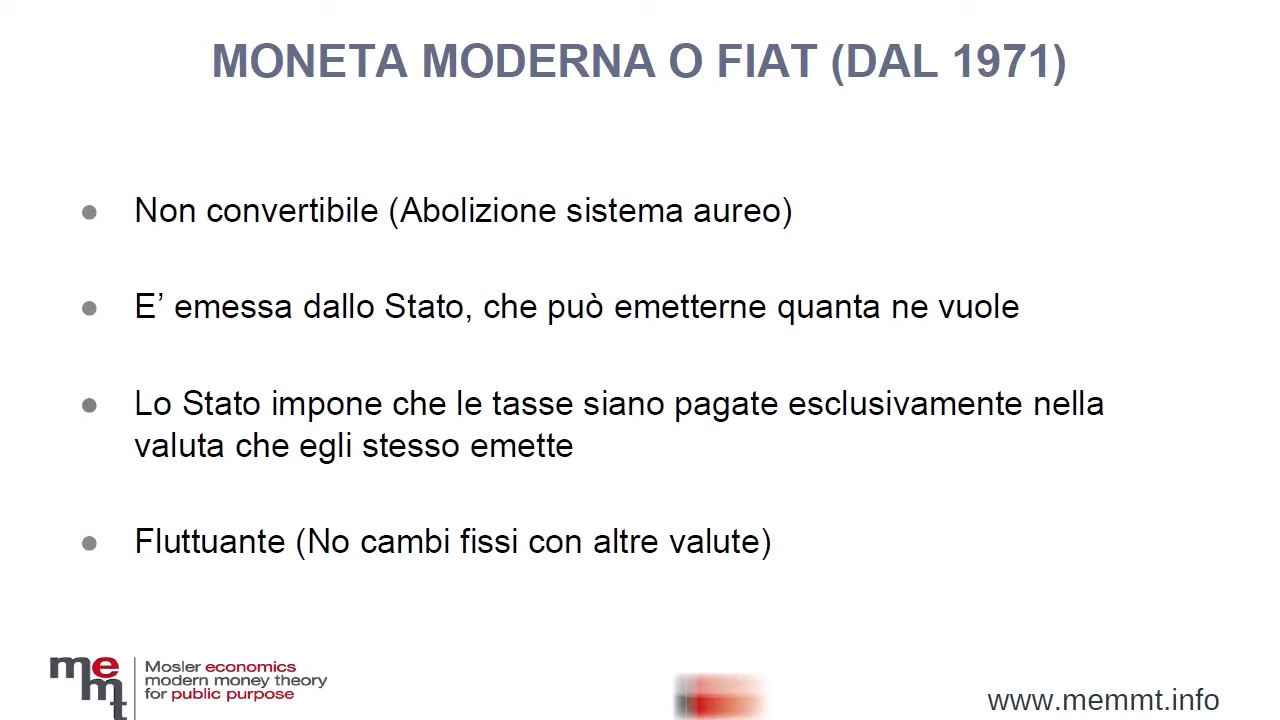 MONETA MODERNA O FIAT (DAL 1971)
● Non convertibile (Abolizione sistema aureo)
● E’ emessa dallo Stato, che può emetterne quanta ne vuole
● Lo Stato impone che le tasse siano pagate esclusivamente nella
valuta che egli stesso emette
● Fluttuante (No cambi fissi con altre valute)
memmt
Mosler economics
modern money theory
for public purpose
www.memmt.info